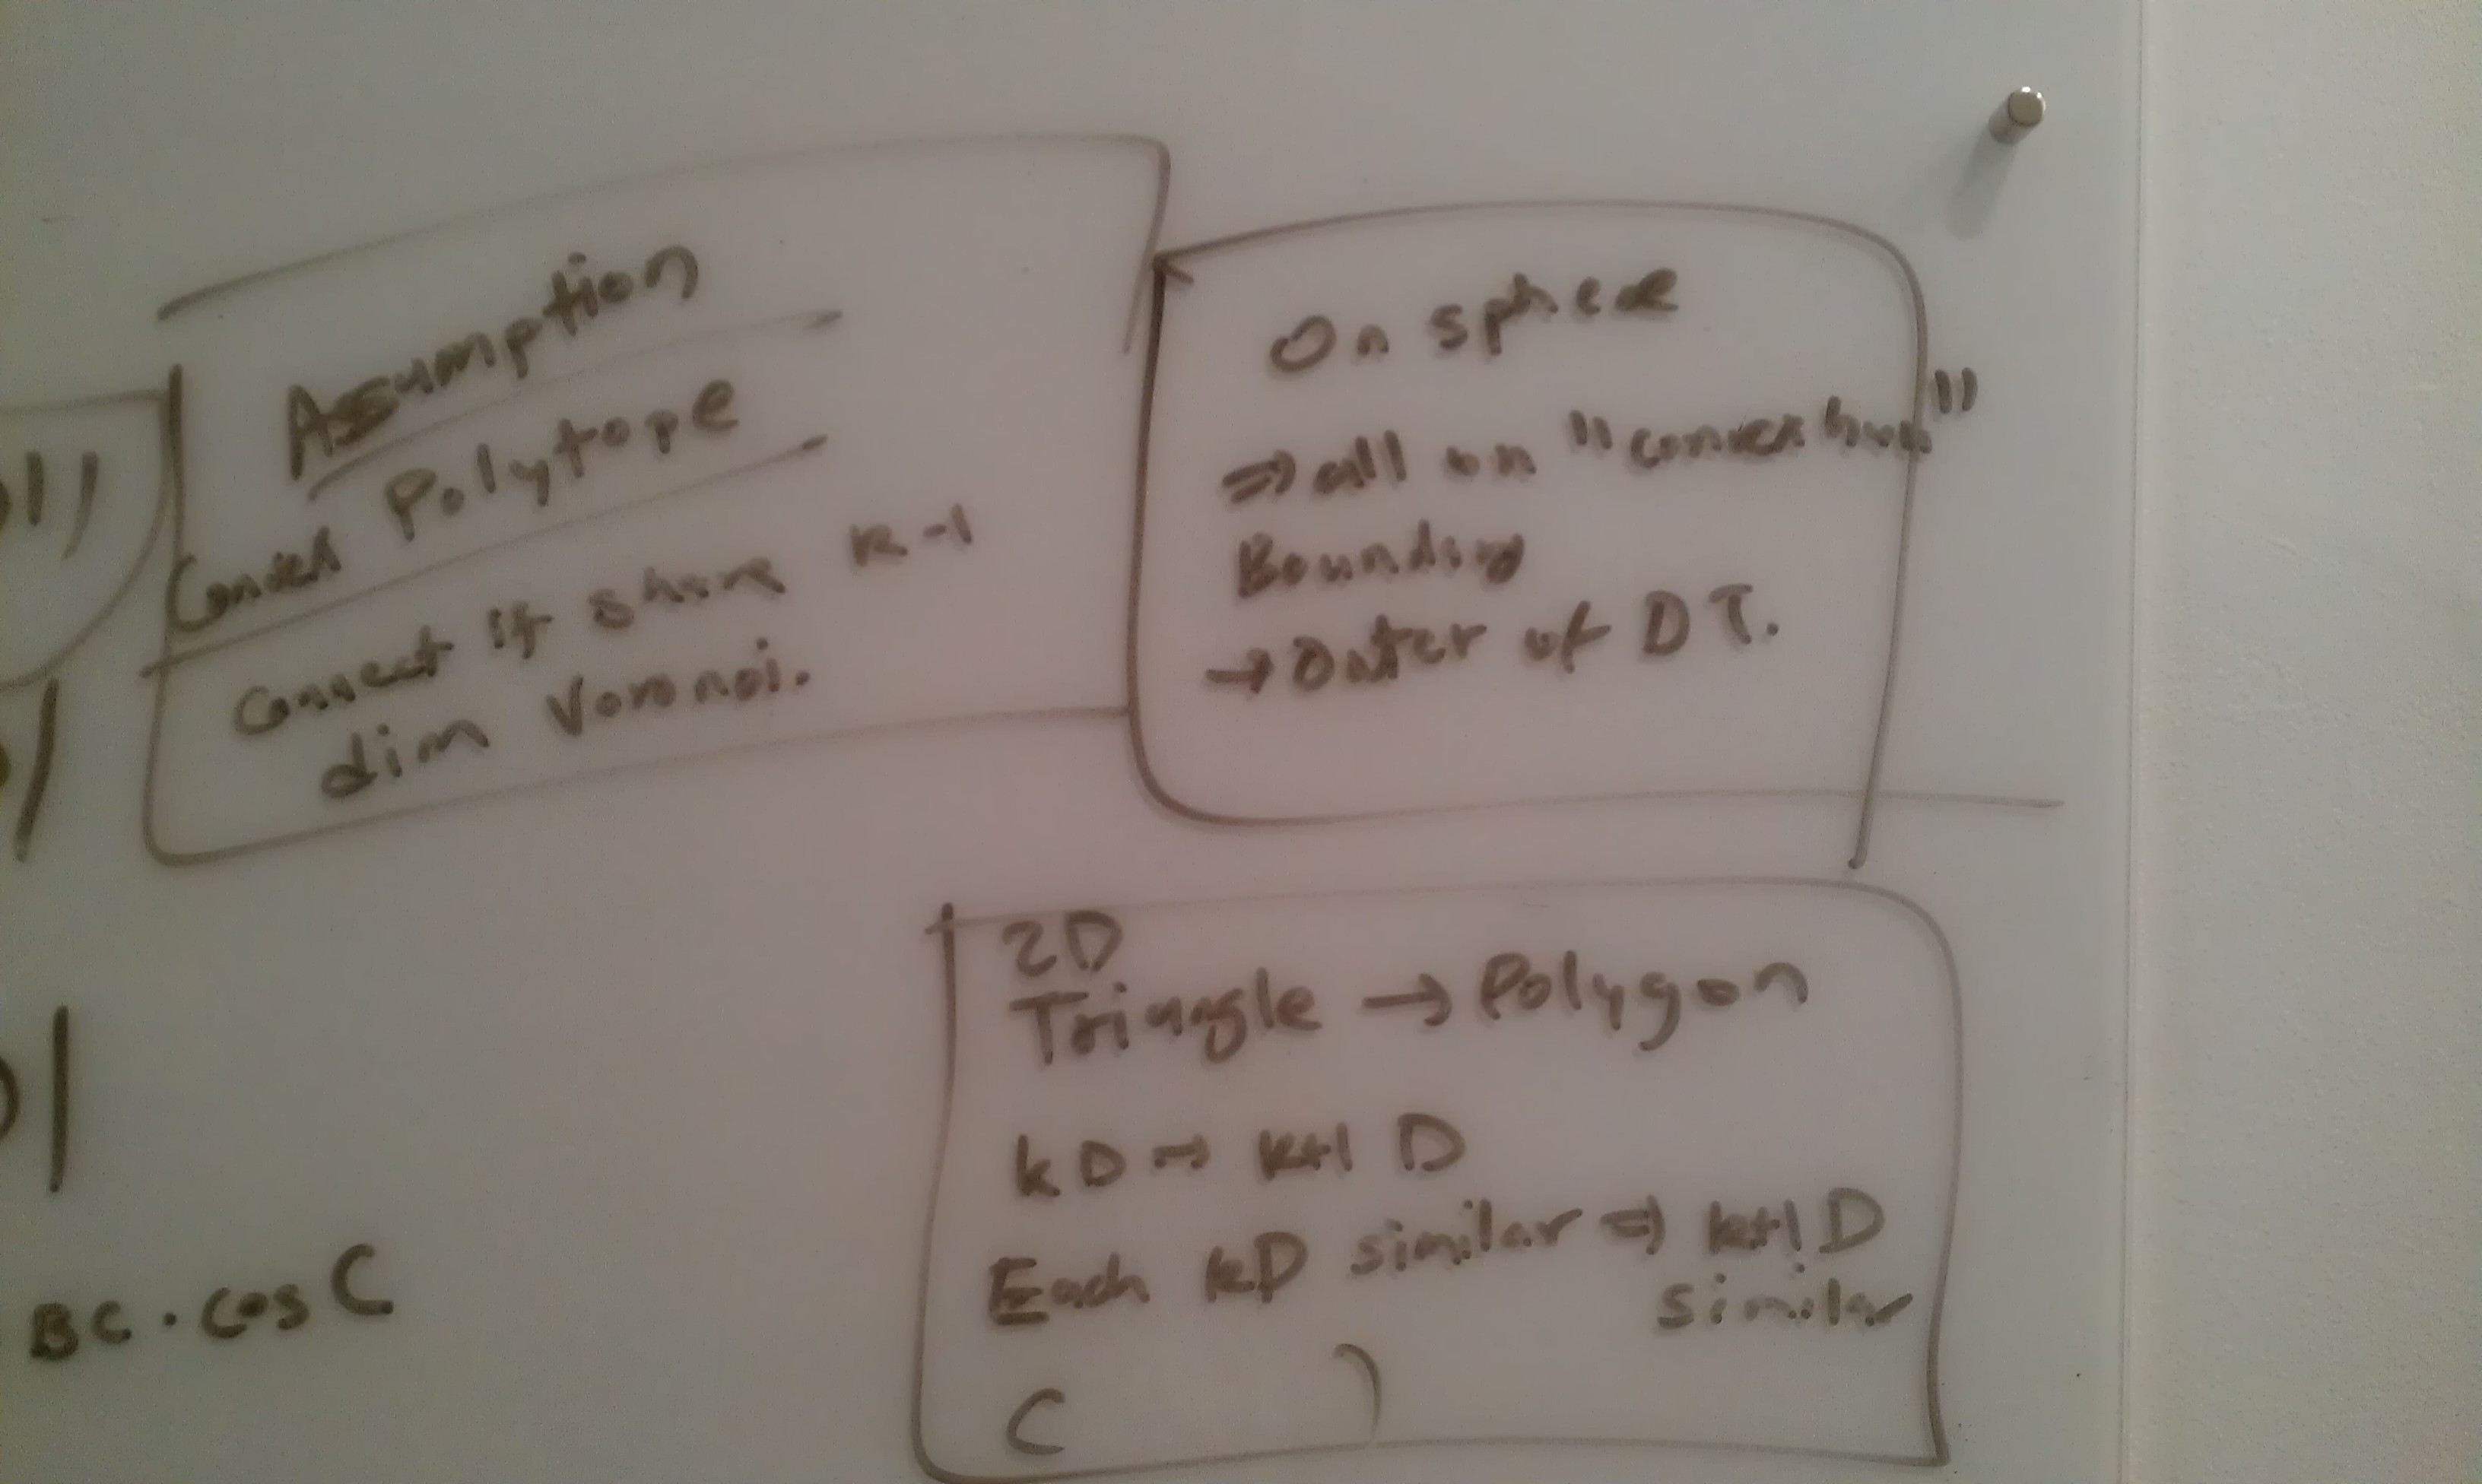 Assumption
Convex Polytope
Connect if share k-1
dim Voronoi.
On sphere
⇒ all on "convex hull"
Boundary
→ Outer of DT.
2D
Triangle → Polygon
kD → k+1 D
Each kD similar ⇒ k+1 D
similar
C )
BC . cos C